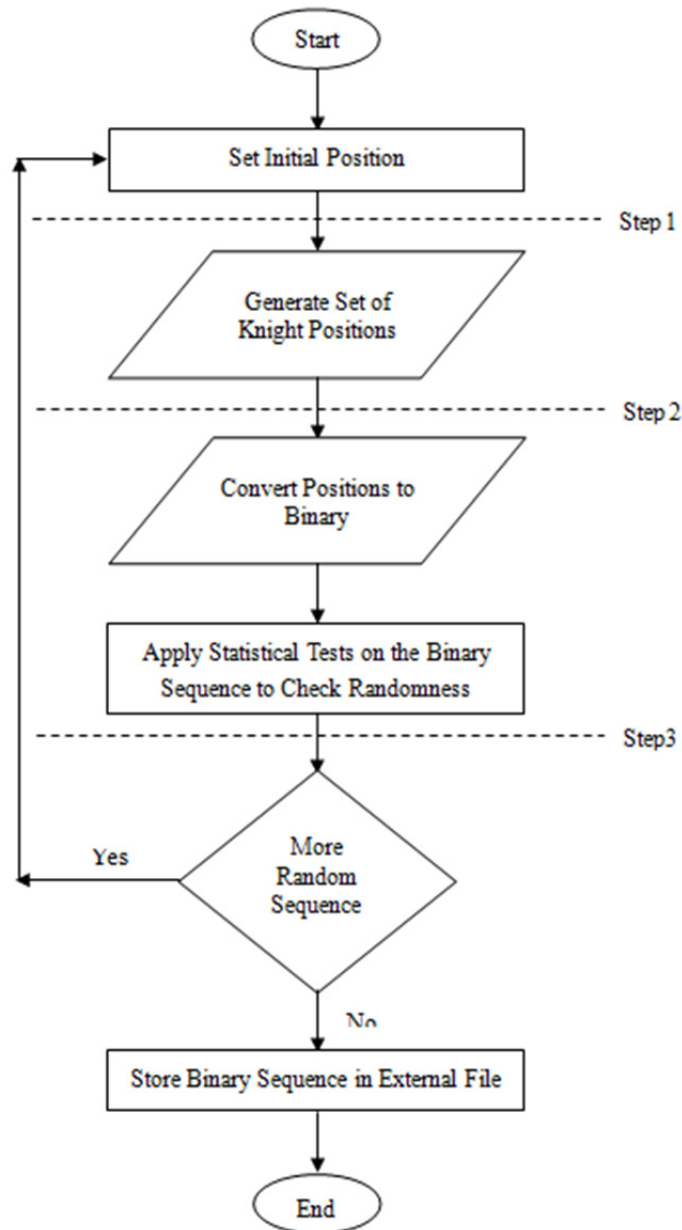 Start
Set Initial Position
Step 1
Generate Set of
Knight Positions
Step 2
Convert Positions to
Binary
Apply Statistical Tests on the Binary
Sequence to Check Randomness
Step3
More
Random
Sequence
Yes
No
Store Binary Sequence in External File
End